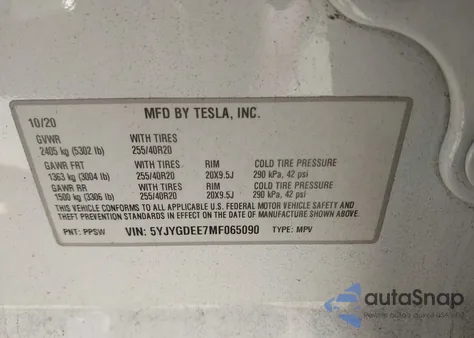 MFD BY TESLA, INC.
10/20
GVWR WITH TIRES
2405 kg (5302 lb) 255/40R20
GAWR FRT WITH TIRES RIM COLD TIRE PRESSURE
1363 kg (3004 lb) 255/40R20 20X9.5J 290 kPa, 42 psi
GAWR RR WITH TIRES RIM COLD TIRE PRESSURE
1500 kg (3306 lb) 255/40R20 20X9.5J 290 kPa, 42 psi
THIS VEHICLE CONFORMS TO ALL APPLICABLE U.S. FEDERAL MOTOR VEHICLE SAFETY AND
THEFT PREVENTION STANDARDS IN EFFECT ON THE DATE OF MANUFACTURE SHOWN ABOVE.
PNT: PPSW VIN: 5YJYGDEE7MF065090 TYPE: MPV
autoSnap